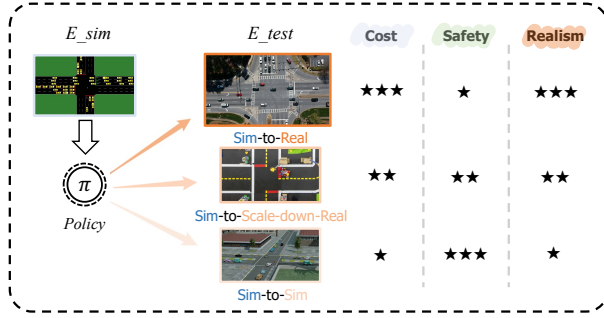 E_sim
E_test
Cost
Safety
Realism
★★★
★
★★★
Sim-to-Real
π
★★
★★
★★
Policy
Sim-to-Scale-down-Real
★
★★★
★
Sim-to-Sim